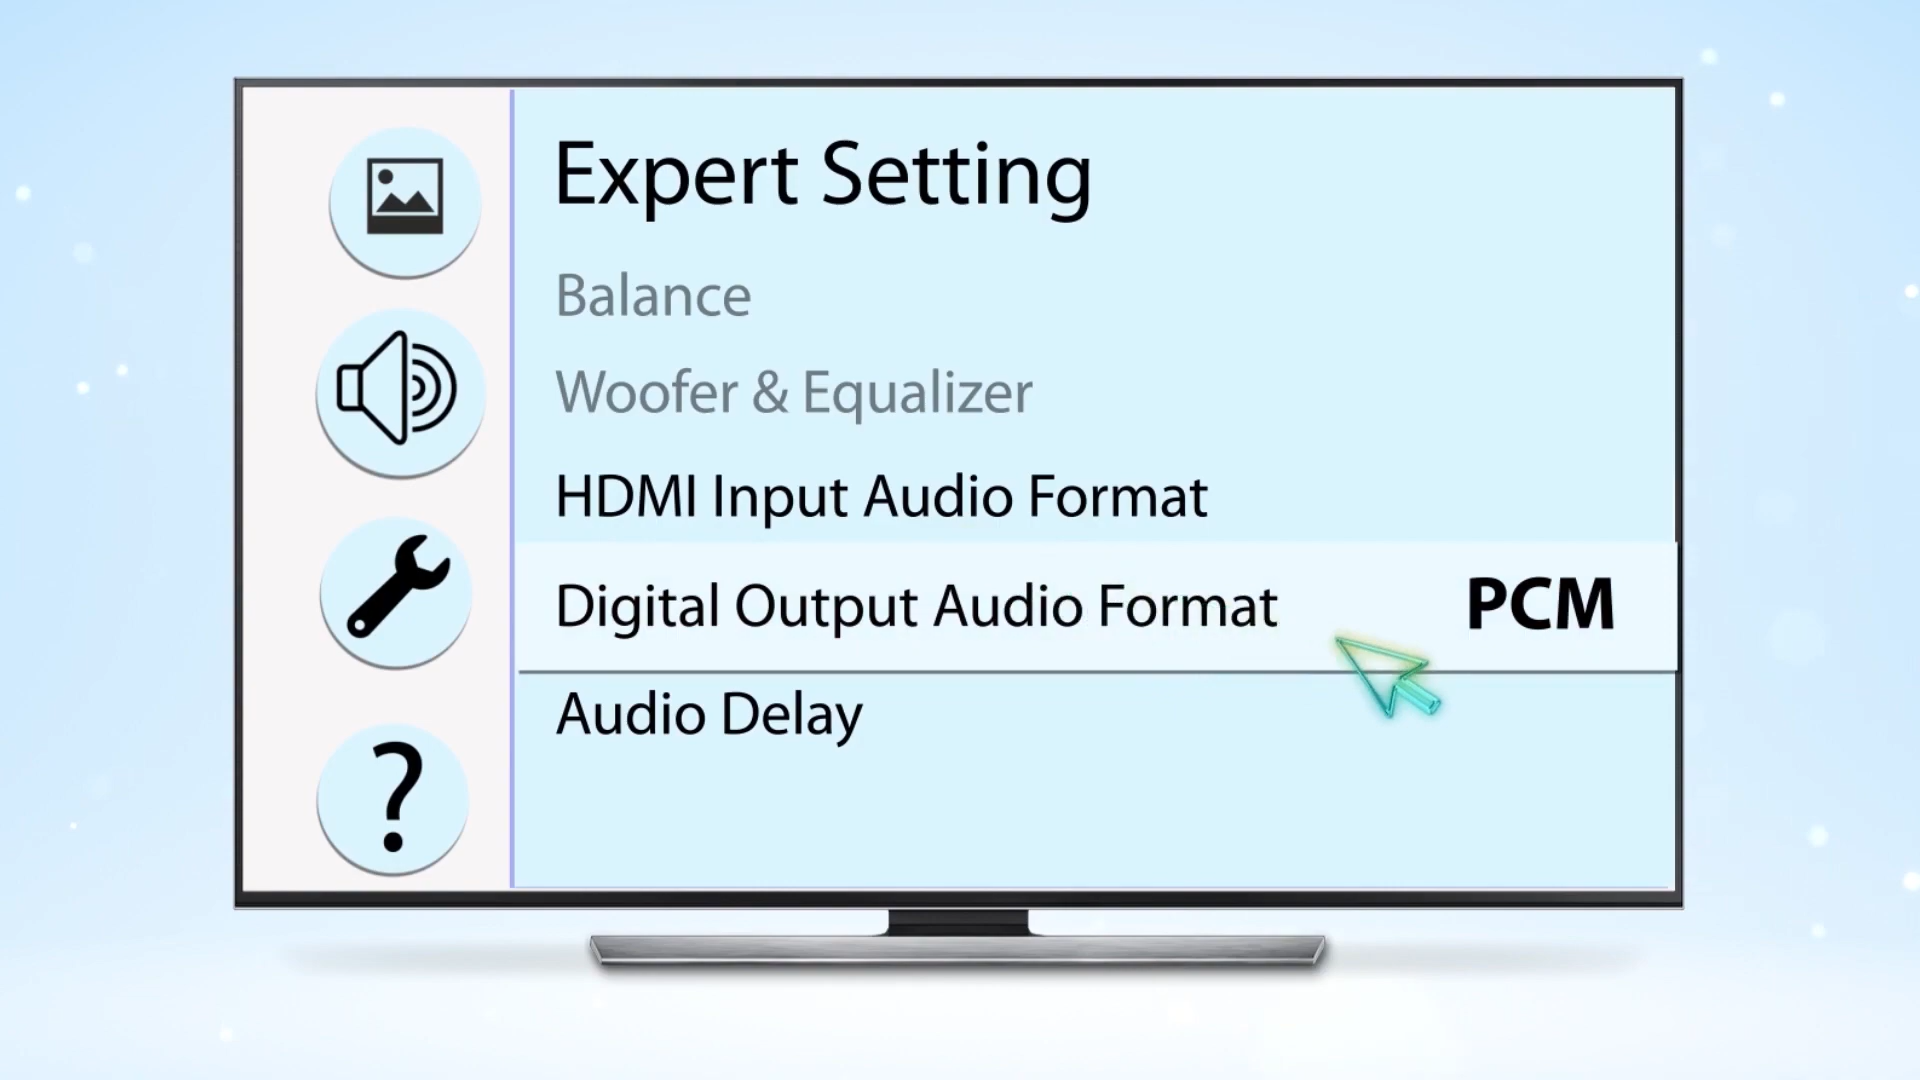 Expert Setting
Balance
Woofer & Equalizer
HDMI Input Audio Format
Digital Output Audio Format PCM
Audio Delay
?